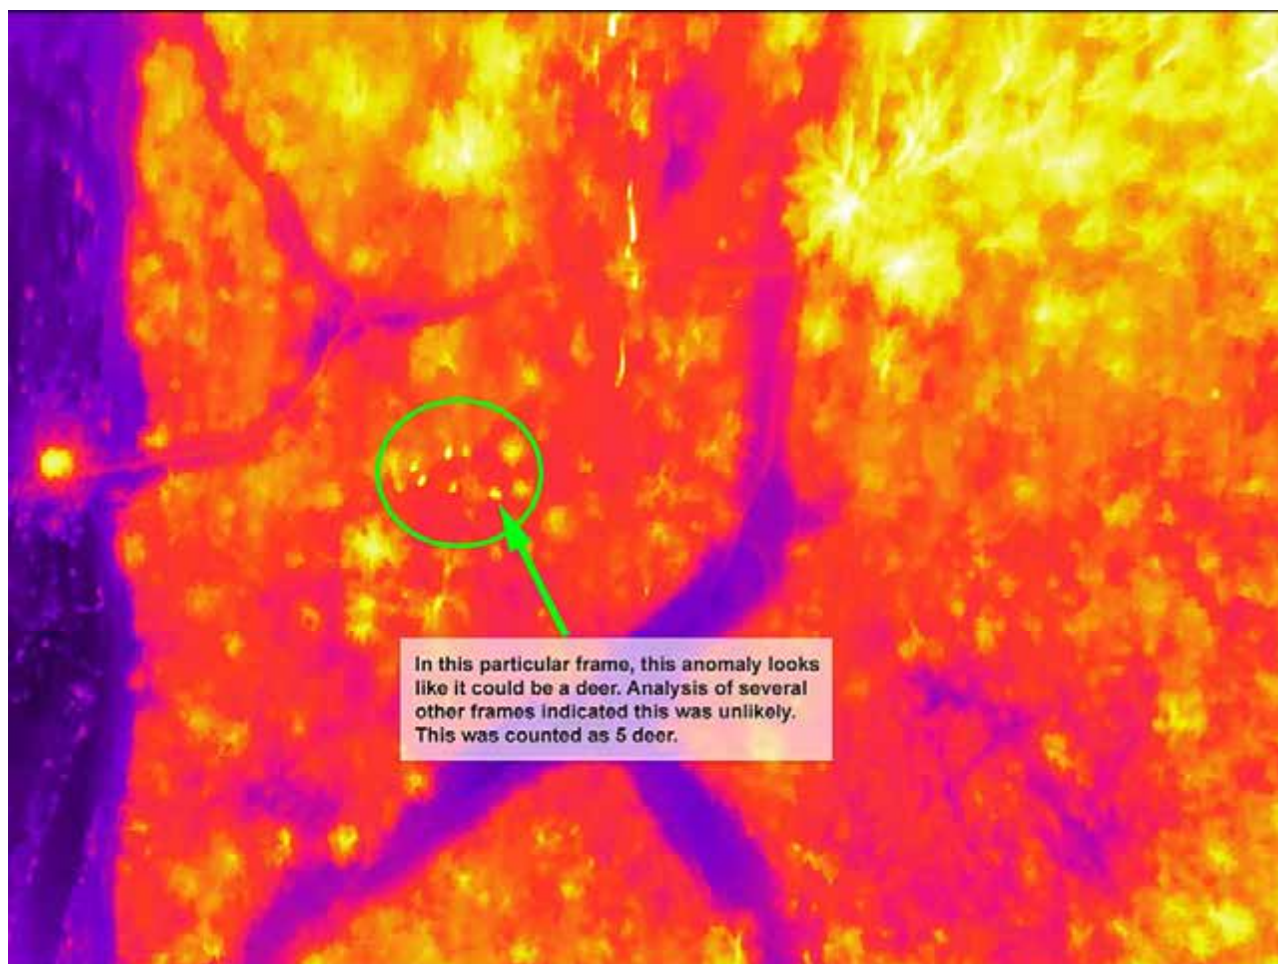 In this particular frame, this anomaly looks
like it could be a deer. Analysis of several
other frames indicated this was unlikely.
This was counted as 5 deer.